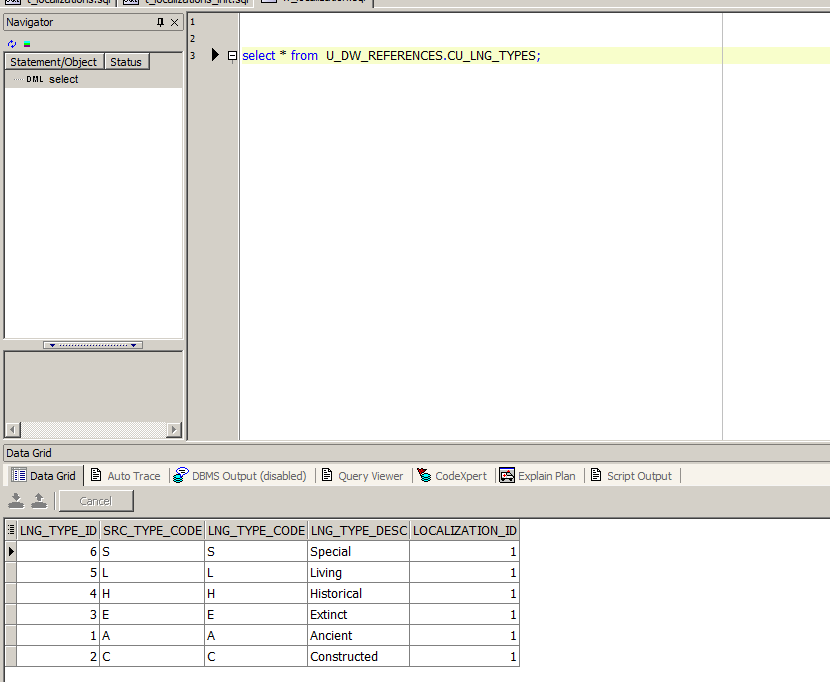 t_localizations.sql t_localizations_init.sql
Navigator
Statement/Object Status
DML select
1
2
3 select * from U_DW_REFERENCES.CU_LNG_TYPES;
Data Grid
Data Grid Auto Trace DBMS Output (disabled) Query Viewer CodeXpert Explain Plan Script Output
Cancel
LNG_TYPE_ID SRC_TYPE_CODE LNG_TYPE_CODE LNG_TYPE_DESC LOCALIZATION_ID
6 S S Special 1
5 L L Living 1
4 H H Historical 1
3 E E Extinct 1
1 A A Ancient 1
2 C C Constructed 1